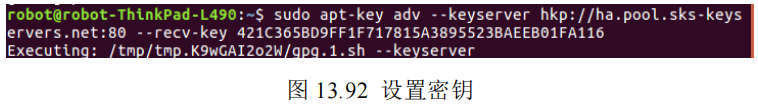 robot@robot-ThinkPad-L490:~$ sudo apt-key adv --keyserver hkp://ha.pool.sks-keys
ervers.net:80 --recv-key 421C365BD9FF1F717815A3895523BAEEB01FA116
Executing: /tmp/tmp.K9wGAI2o2W/gpg.1.sh --keyserver
图 13.92 设置密钥